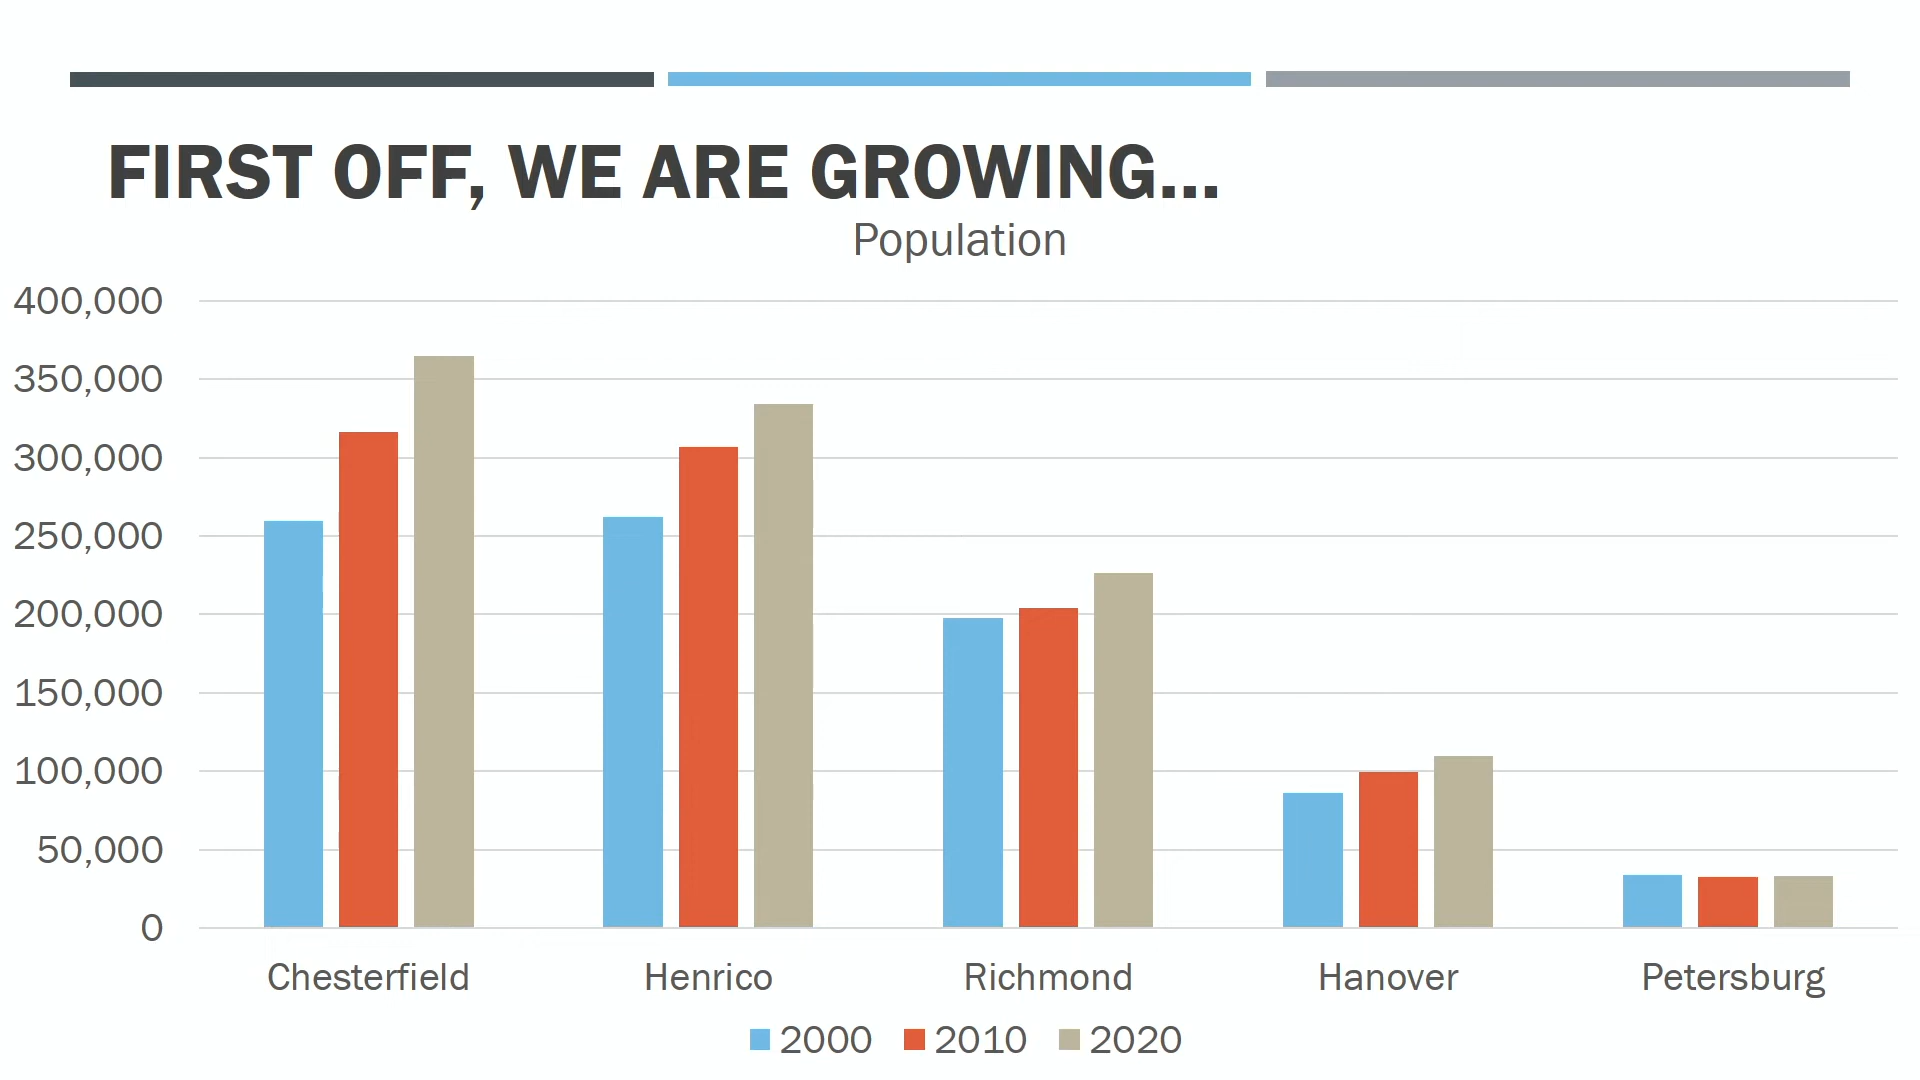 FIRST OFF, WE ARE GROWING...
Population
400,000
350,000
300,000
250,000
200,000
150,000
100,000
50,000
0
Chesterfield Henrico Richmond Hanover Petersburg
2000 2010 2020